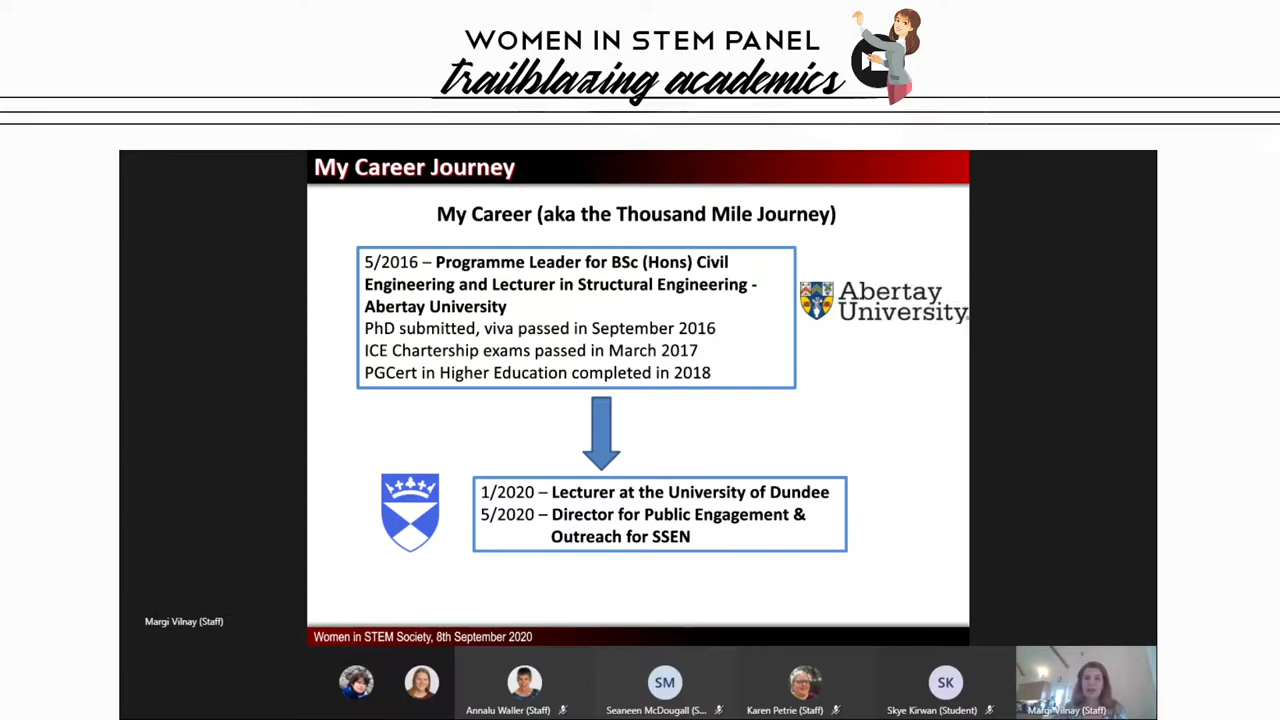 WOMEN IN STEM PANEL
trailblazing academics
My Career Journey
My Career (aka the Thousand Mile Journey)
5/2016 – Programme Leader for BSc (Hons) Civil
Engineering and Lecturer in Structural Engineering -
Abertay University
PhD submitted, viva passed in September 2016
ICE Chartership exams passed in March 2017
PGCert in Higher Education completed in 2018
Abertay
University
1/2020 – Lecturer at the University of Dundee
5/2020 – Director for Public Engagement &
Outreach for SSEN
Margi Vilnay (Staff)
Women in STEM Society, 8th September 2020
Annalu Waller (Staff)
SM
Seaneen McDougall (S...
Karen Petrie (Staff)
SK
Skye Kirwan (Student)
Margi Vilnay (Staff)